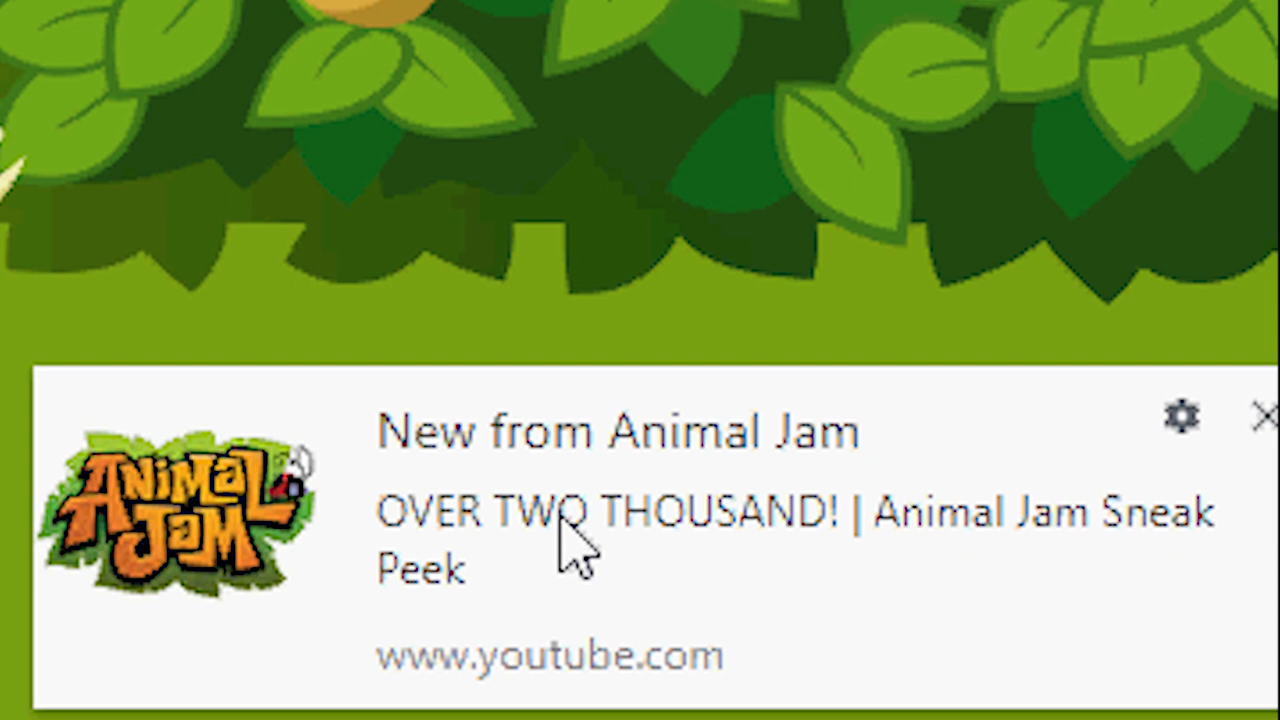 ANiMaL
JaM
New from Animal Jam
OVER TWO THOUSAND! | Animal Jam Sneak
Peek
www.youtube.com